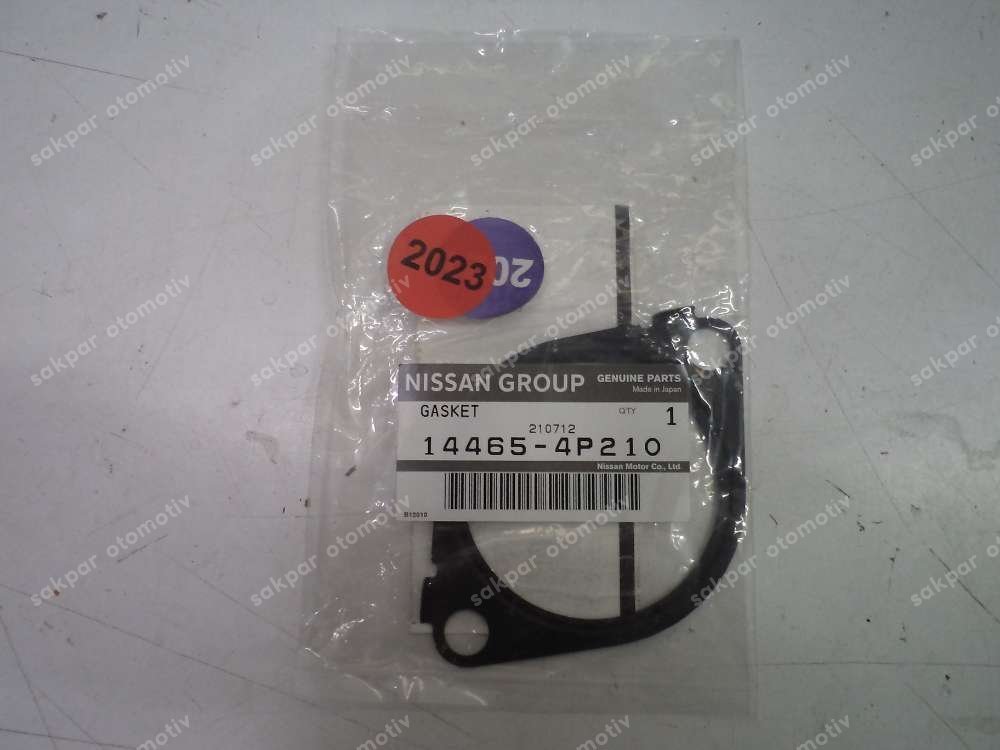 2023
20
NISSAN GROUP GENUINE PARTS
Made in Japan
GASKET QTY 1
210712
14465-4P210
Nissan Motor Co., Ltd.
sakpar otomotiv